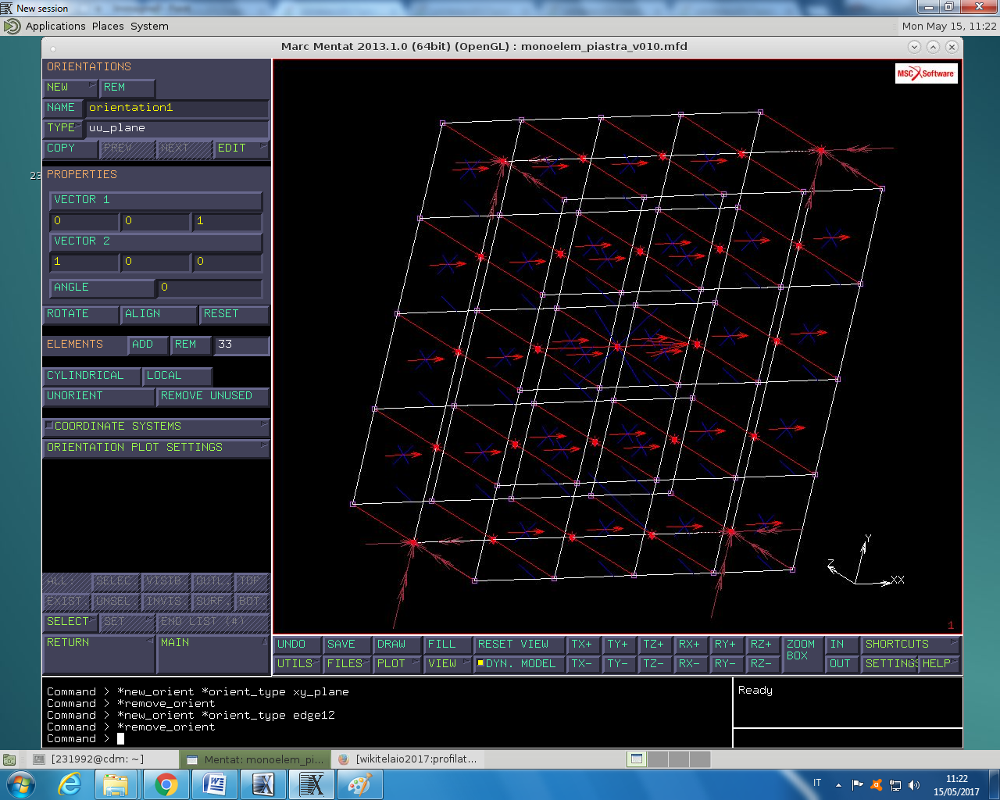 New session
Applications Places System
Mon May 15, 11:22
Marc Mentat 2013.1.0 (64bit) (OpenGL) : monoelem_piastra_v010.mfd
ORIENTATIONS
NEW REM
NAME orientation1
TYPE uu_plane
COPY PREV NEXT EDIT
23
PROPERTIES
VECTOR 1
0 0 1
VECTOR 2
1 0 0
ANGLE 0
ROTATE ALIGN RESET
ELEMENTS ADD REM 33
CYLINDRICAL LOCAL
UNORIENT REMOVE UNUSED
COORDINATE SYSTEMS
ORIENTATION PLOT SETTINGS
ALL: SELEC. VISIB. OUTL. TOP
EXIST. UNSEL. INVIS. SURF. BOT.
SELECT SET END LIST (#)
RETURN MAIN
MSC Software
Y
Z
XX
1
UNDO SAVE DRAW FILL RESET VIEW TX+ TY+ TZ+ RX+ RY+ RZ+ ZOOM BOX IN SHORTCUTS
UTILS FILES PLOT VIEW DYN. MODEL TX- TY- TZ- RX- RY- RZ- OUT SETTINGS HELP
Command > *new_orient *orient_type xy_plane
Command > *remove_orient
Command > *new_orient *orient_type edge12
Command > *remove_orient
Command >
Ready
[231992@cdm: ~] Mentat: monoelem_pi... [wikitelaio2017:profilat...
IT
11:22
15/05/2017